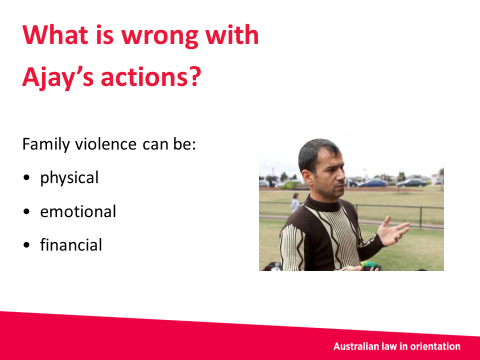 What is wrong with
Ajay’s actions?
Family violence can be:
• physical
• emotional
• financial
Australian law in orientation